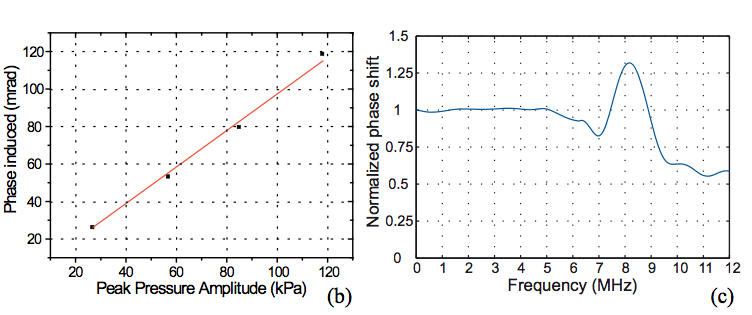 120
100
80
60
40
20
Phase induced (mrad)
20 40 60 80 100 120
Peak Pressure Amplitude (kPa)
(b)
1.5
1.25
1
0.75
0.5
0.25
0
Normalized phase shift
0 1 2 3 4 5 6 7 8 9 10 11 12
Frequency (MHz)
(c)